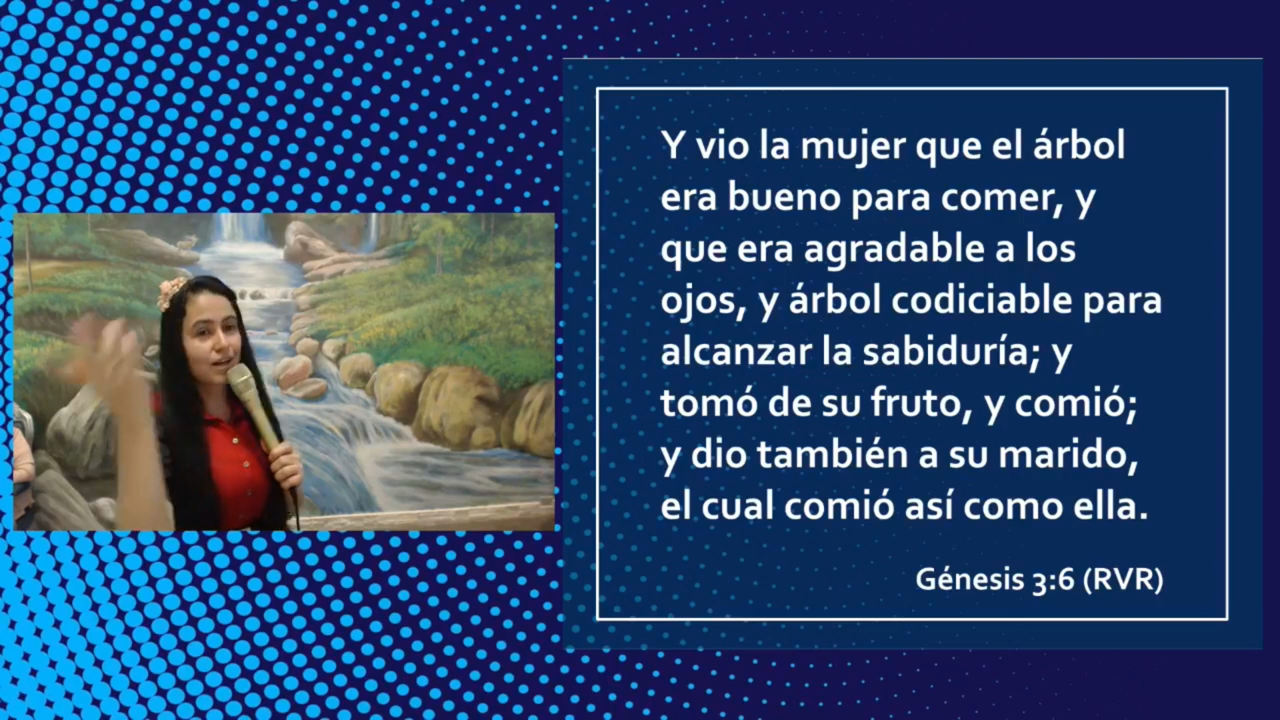 Y vio la mujer que el árbol
era bueno para comer, y
que era agradable a los
ojos, y árbol codiciable para
alcanzar la sabiduría; y
tomó de su fruto, y comió;
y dio también a su marido,
el cual comió así como ella.
Génesis 3:6 (RVR)